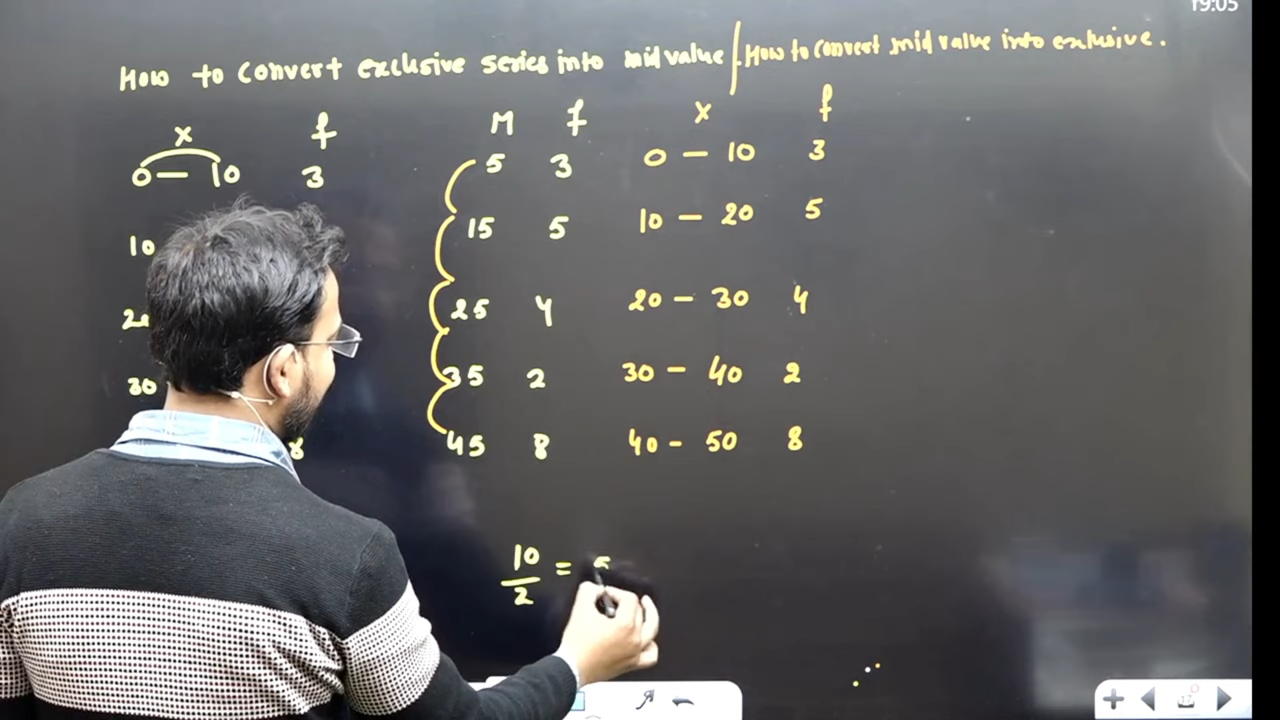 19:05
How to convert exclusive series into mid value / How to convert mid value into exclusive.
x f M f x f
0 — 10 3 5 3 0 — 10 3
10 15 5 10 — 20 5
25 4 20 — 30 4
30 35 2 30 — 40 2
8 45 8 40 - 50 8
10/2 =